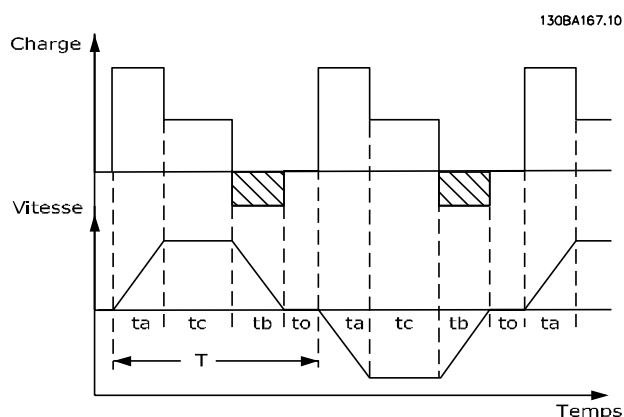 130BA167.10
Charge
Vitesse
ta tc tb to ta tc tb to ta
T
Temps